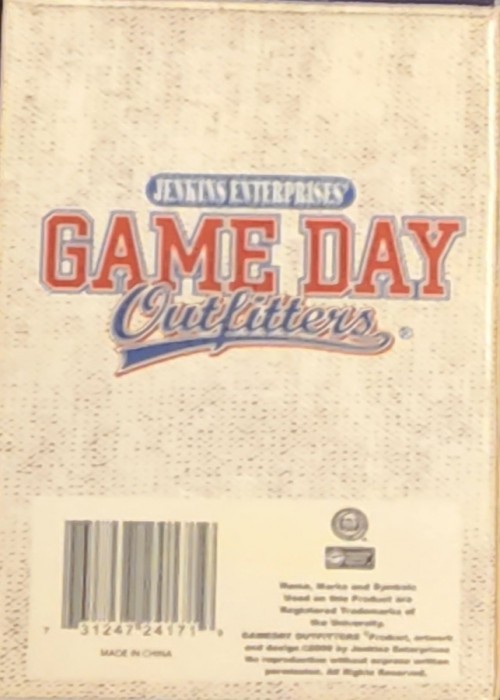 JENKINS ENTERPRISES'
GAME DAY
Outfitters®
7 31247 24171 9
MADE IN CHINA
Name, Marks and Symbols
Used on this Product are
Registered Trademarks of
the University.
GAMEDAY OUTFITTERS ®Product, artwork
and design ©2009 by Jenkins Enterprises
No reproduction without express written
permission. All Rights Reserved.